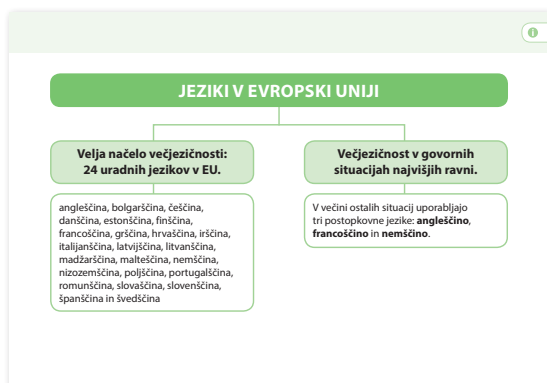 JEZIKI V EVROPSKI UNIJI
Velja načelo večjezičnosti:
24 uradnih jezikov v EU.
angleščina, bolgarščina, češčina,
danščina, estonščina, finščina,
francoščina, grščina, hrvaščina, irščina,
italijanščina, latvijščina, litvanščina,
madžarščina, malteščina, nemščina,
nizozemščina, poljščina, portugalščina,
romunščina, slovaščina, slovenščina,
španščina in švedščina
Večjezičnost v govornih
situacijah najvišjih ravni.
V večini ostalih situacij uporabljajo
tri postopkovne jezike: angleščino,
francoščino in nemščino.